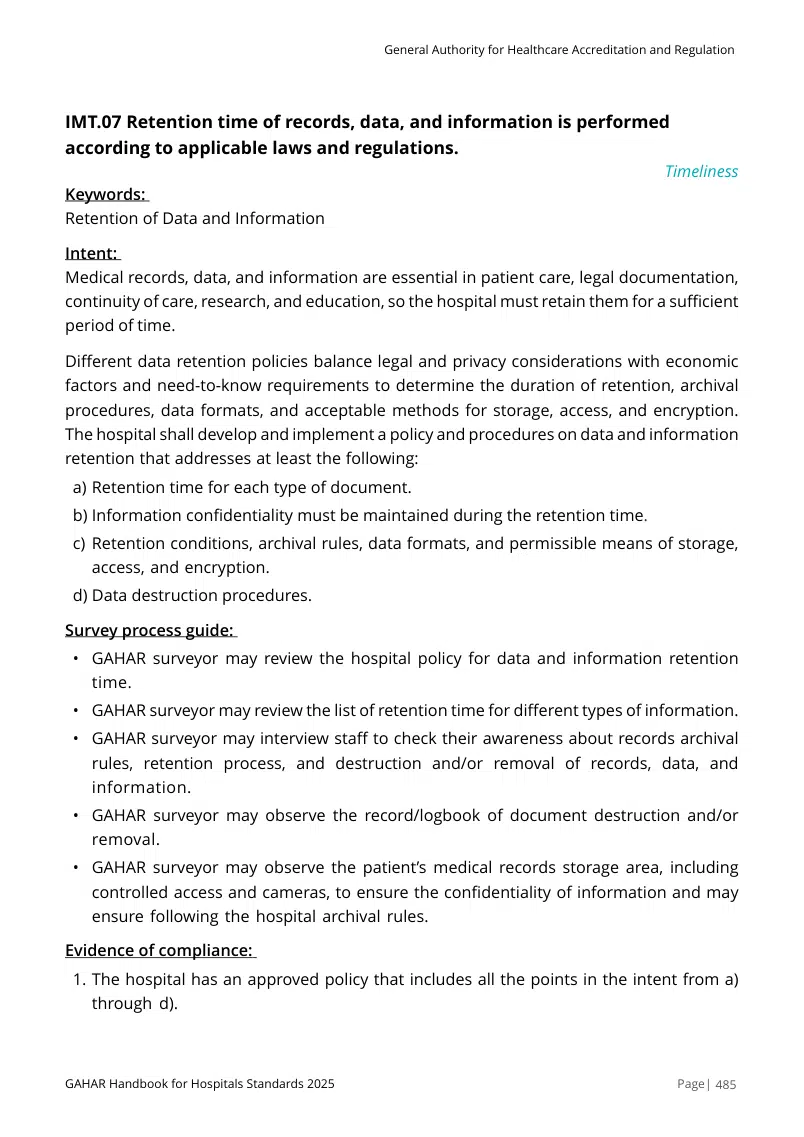 General Authority for Healthcare Accreditation and Regulation
IMT.07 Retention time of records, data, and information is performed
according to applicable laws and regulations.
Timeliness
Keywords:
Retention of Data and Information
Intent:
Medical records, data, and information are essential in patient care, legal documentation,
continuity of care, research, and education, so the hospital must retain them for a sufficient
period of time.
Different data retention policies balance legal and privacy considerations with economic
factors and need-to-know requirements to determine the duration of retention, archival
procedures, data formats, and acceptable methods for storage, access, and encryption.
The hospital shall develop and implement a policy and procedures on data and information
retention that addresses at least the following:
a) Retention time for each type of document.
b) Information confidentiality must be maintained during the retention time.
c) Retention conditions, archival rules, data formats, and permissible means of storage,
access, and encryption.
d) Data destruction procedures.
Survey process guide:
• GAHAR surveyor may review the hospital policy for data and information retention
time.
• GAHAR surveyor may review the list of retention time for different types of information.
• GAHAR surveyor may interview staff to check their awareness about records archival
rules, retention process, and destruction and/or removal of records, data, and
information.
• GAHAR surveyor may observe the record/logbook of document destruction and/or
removal.
• GAHAR surveyor may observe the patient’s medical records storage area, including
controlled access and cameras, to ensure the confidentiality of information and may
ensure following the hospital archival rules.
Evidence of compliance:
1. The hospital has an approved policy that includes all the points in the intent from a)
through d).
GAHAR Handbook for Hospitals Standards 2025
Page| 485